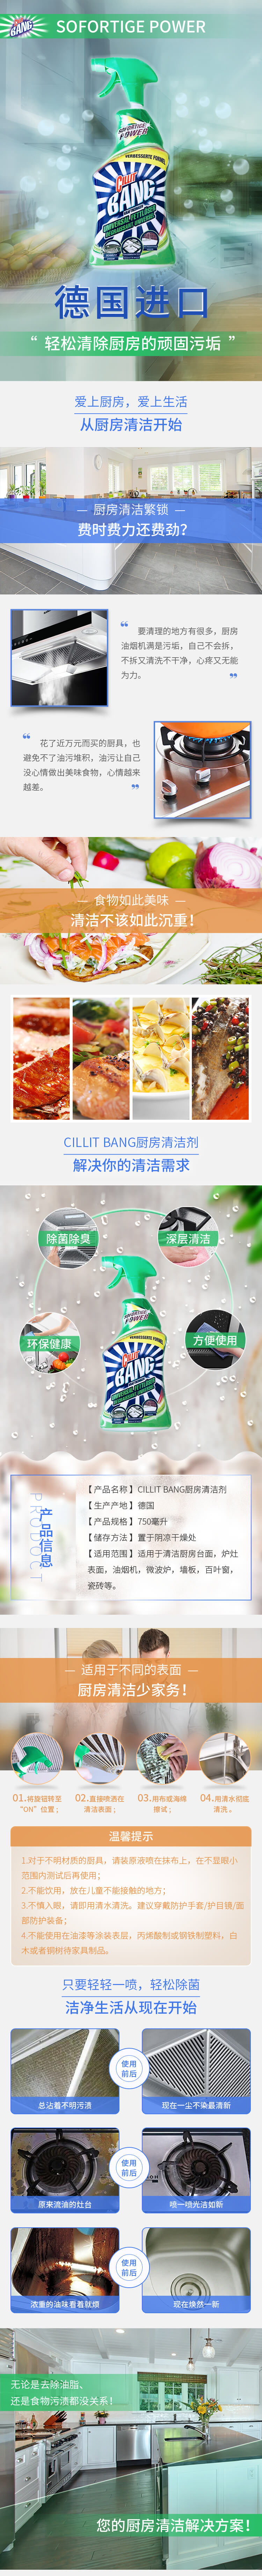 BANG
SOFORTIGE POWER
SOFORTIGE
POWER
VERBESSERTE FORMEL
Cillit
BANG
德国进口
“ 轻松清除厨房的顽固污垢 ”
爱上厨房，爱上生活
从厨房清洁开始
— 厨房清洁繁锁 —
费时费力还费劲？
“ 要清理的地方有很多，厨房
油烟机满是污垢，自己不会拆，
不拆又清洗不干净，心疼又无能
为力。 ”
“ 花了近万元而买的厨具，也
避免不了油污堆积，油污让自己
没心情做出美味食物，心情越来
越差。 ”
— 食物如此美味 —
清洁不该如此沉重！
CILLIT BANG厨房清洁剂
解决你的清洁需求
除菌除臭
深层清洁
环保健康
方便使用
SOFORTIGE
POWER
VERBESSERTE FORMEL
Cillit
BANG
PRODUCT
产品信息
【产品名称】CILLIT BANG厨房清洁剂
【生产产地】德国
【产品规格】750毫升
【储存方法】置于阴凉干燥处
【适用范围】适用于清洁厨房台面，炉灶
表面，油烟机，微波炉，墙板，百叶窗，
瓷砖等。
— 适用于不同的表面 —
厨房清洁少家务！
01.将旋钮转至
“ON”位置；
02.直接喷洒在
清洁表面；
03.用布或海绵
擦试；
04.用清水彻底
清洗 。
温馨提示
1.对于不明材质的厨具，请装原液喷在抹布上，在不显眼小
范围内测试后再使用；
2.不能饮用，放在儿童不能接触的地方；
3.不慎入眼，请即用清水清洗。建议穿戴防护手套/护目镜/面
部防护装备；
4.不能使用在油漆等涂装表层，丙烯酸制或钢铁制塑料，白
木或者铜树待家具制品。
只要轻轻一喷，轻松除菌
洁净生活从现在开始
使用
前后
总沾着不明污渍
现在一尘不染最清新
使用
前后
原来流油的灶台
喷一喷光洁如新
使用
前后
浓重的油味看着就烦
现在焕然一新
无论是去除油脂、
还是食物污渍都没关系！
您的厨房清洁解决方案！